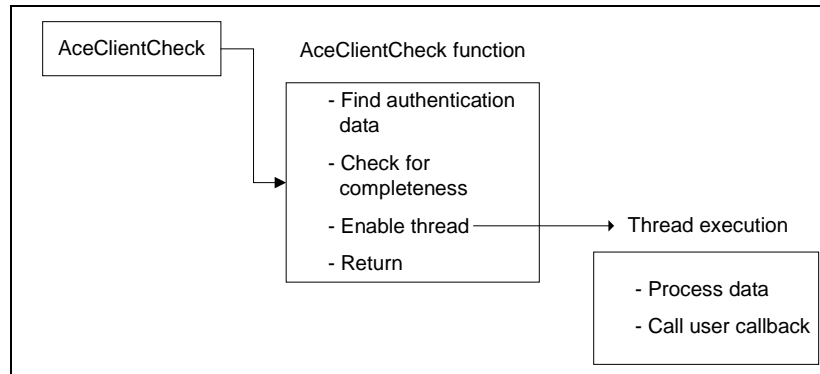 AceClientCheck
AceClientCheck function
- Find authentication
data
- Check for
completeness
- Enable thread
- Return
Thread execution
- Process data
- Call user callback